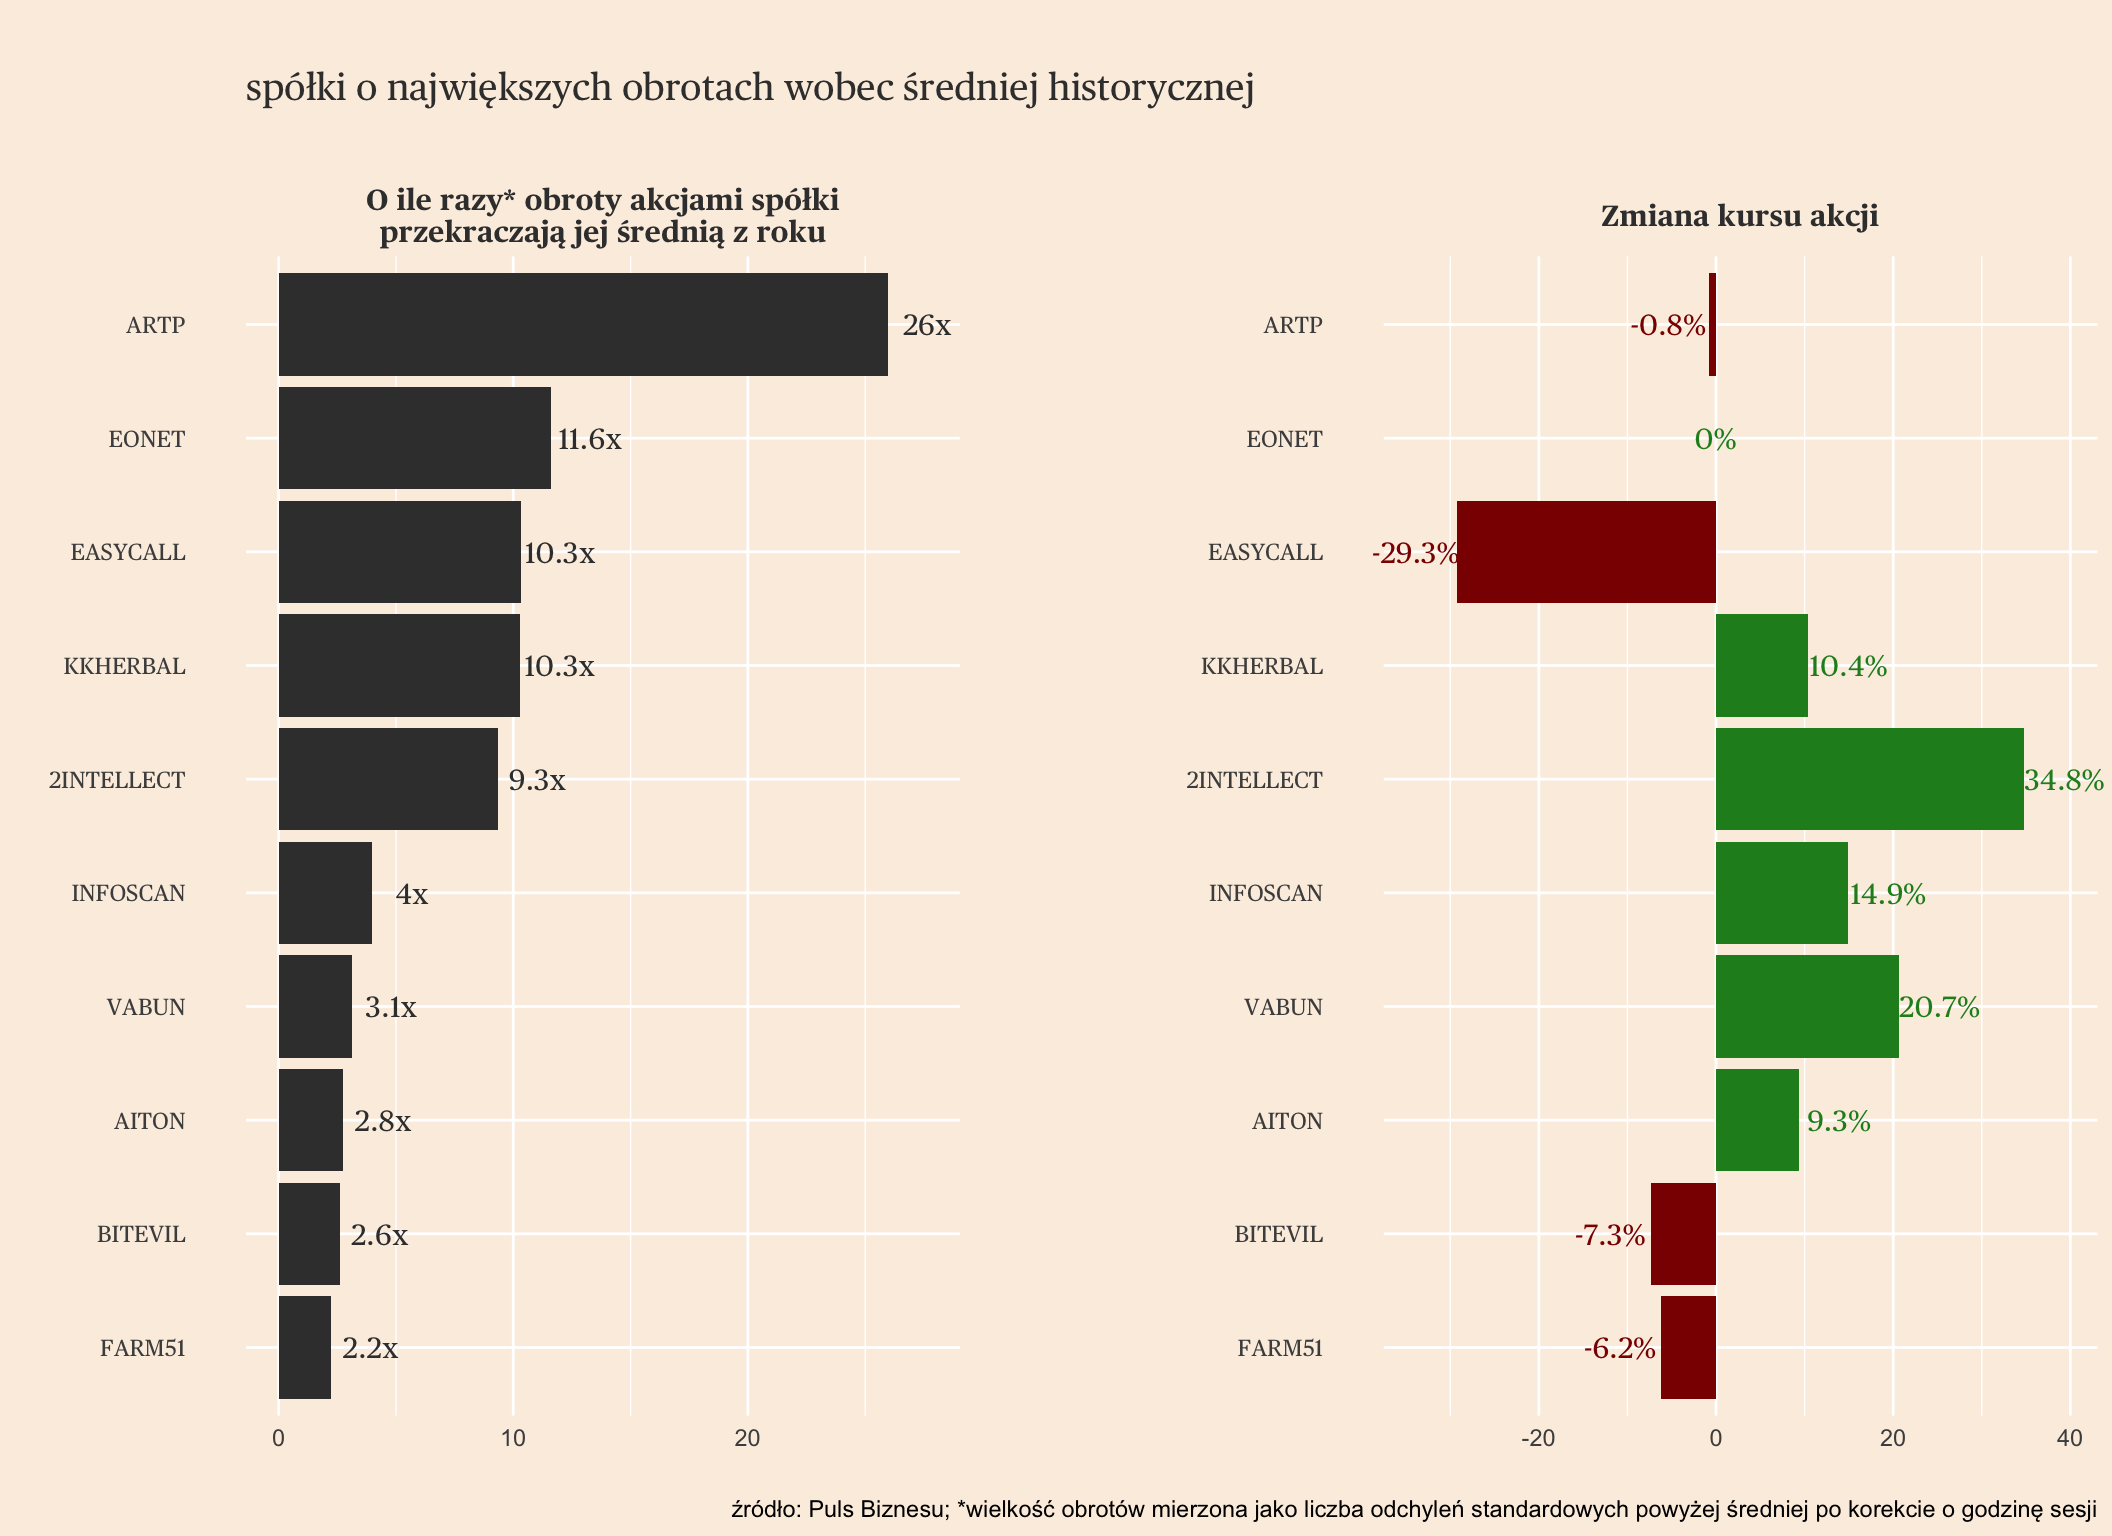 spółki o największych obrotach wobec średniej historycznej
O ile razy* obroty akcjami spółki
przekraczają jej średnią z roku
ARTP
26x
EONET
11.6x
EASYCALL
10.3x
KKHERBAL
10.3x
2INTELLECT
9.3x
INFOSCAN
4x
VABUN
3.1x
AITON
2.8x
BITEVIL
2.6x
FARM51
2.2x
0 10 20
Zmiana kursu akcji
ARTP
-0.8%
EONET
0%
EASYCALL
-29.3%
KKHERBAL
10.4%
2INTELLECT
34.8%
INFOSCAN
14.9%
VABUN
20.7%
AITON
9.3%
BITEVIL
-7.3%
FARM51
-6.2%
-20 0 20 40
źródło: Puls Biznesu; *wielkość obrotów mierzona jako liczba odchyleń standardowych powyżej średniej po korekcie o godzinę sesji